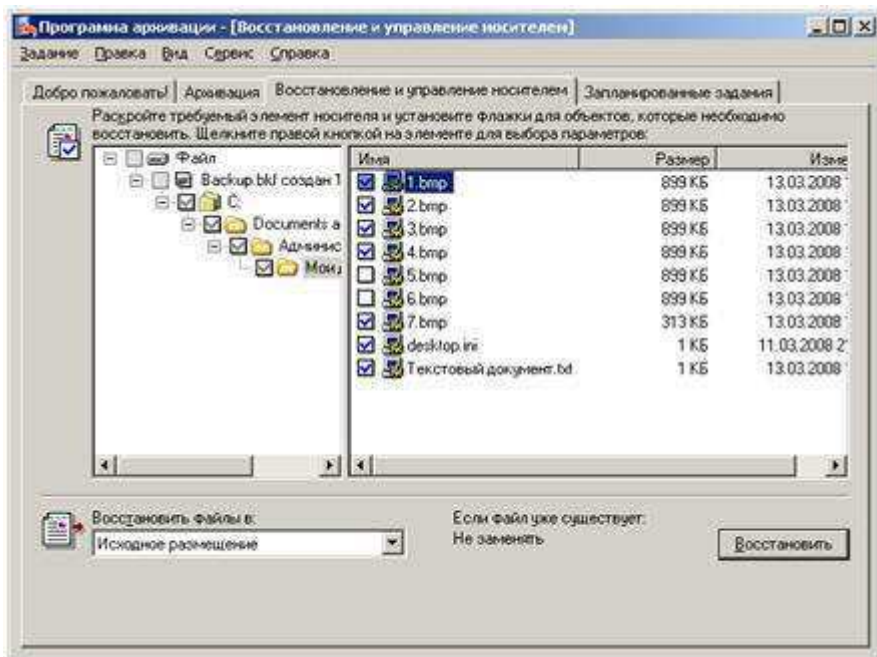 Программа архивации - [Восстановление и управление носителем]
Задание Правка Вид Сервис Справка
Добро пожаловать! Архивация Восстановление и управление носителем Запланированные задания
Раскройте требуемый элемент носителя и установите флажки для объектов, которые необходимо
восстановить. Щелкните правой кнопкой на элементе для выбора параметров:
Файл
Backup.bkf создан 1
C:
Documents a
Админис
Мои д
Имя Размер Изме
1.bmp 899 КБ 13.03.2008
2.bmp 899 КБ 13.03.2008
3.bmp 899 КБ 13.03.2008
4.bmp 899 КБ 13.03.2008
5.bmp 899 КБ 13.03.2008
6.bmp 899 КБ 13.03.2008
7.bmp 313 КБ 13.03.2008
desktop.ini 1 КБ 11.03.2008 2
Текстовый документ.txt 1 КБ 13.03.2008
Восстановить файлы в:
Исходное размещение
Если файл уже существует:
Не заменять
Восстановить